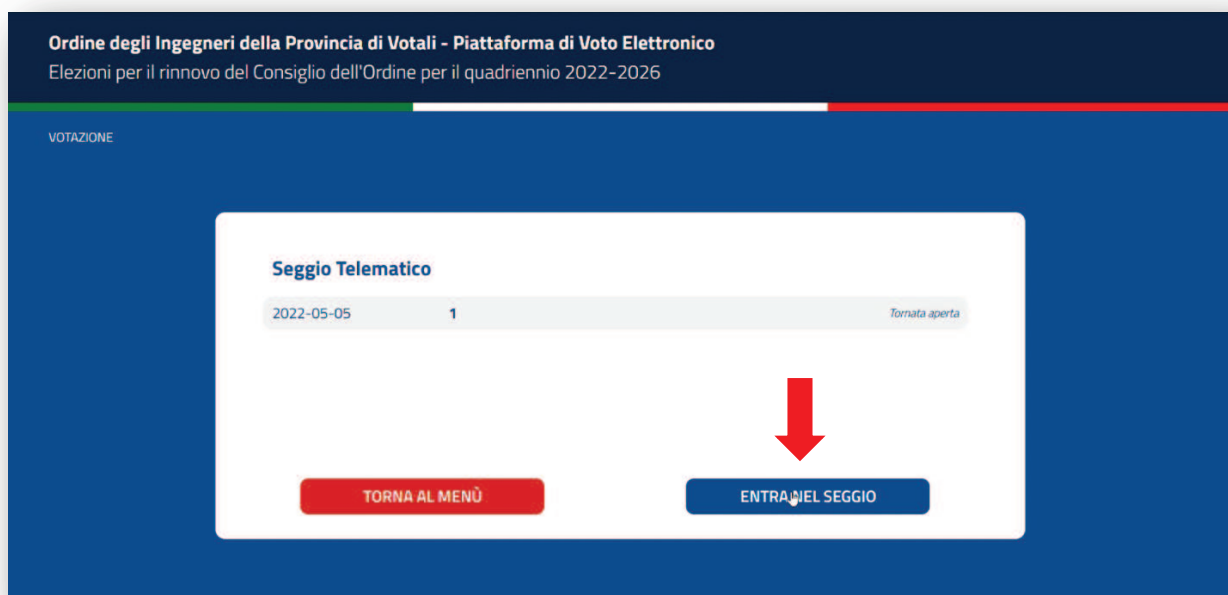 Ordine degli Ingegneri della Provincia di Votali - Piattaforma di Voto Elettronico
Elezioni per il rinnovo del Consiglio dell'Ordine per il quadriennio 2022-2026
VOTAZIONE
Seggio Telematico
2022-05-05 1 Tornata aperta
TORNA AL MENÙ ENTRA NEL SEGGIO